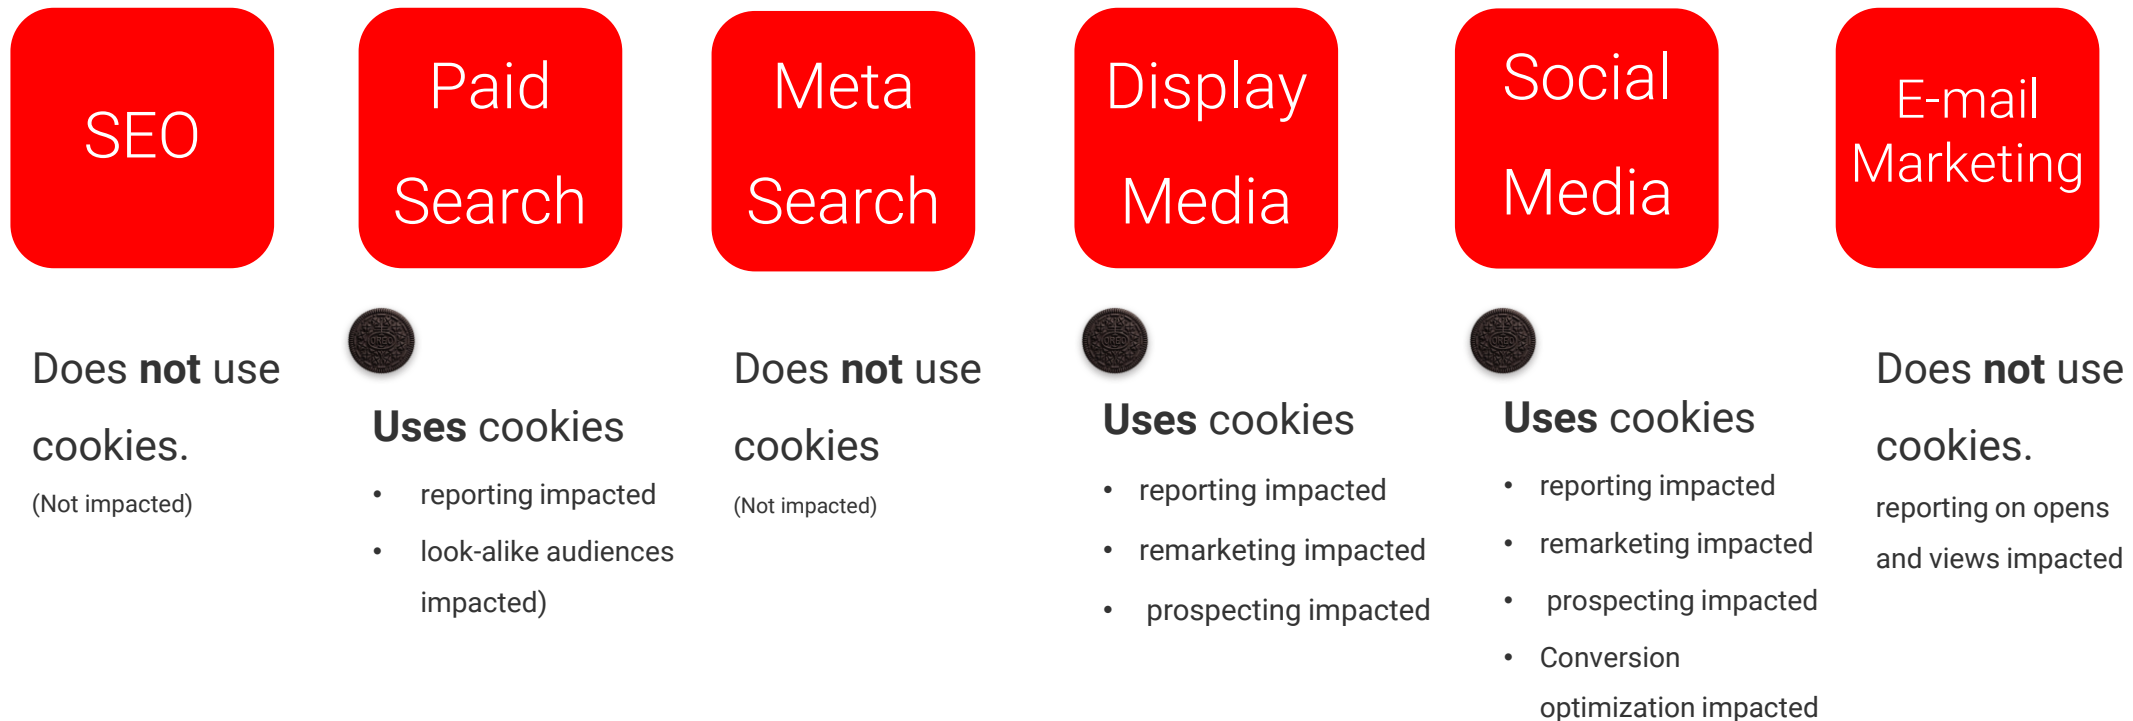 SEO
Paid
Search
Meta
Search
Display
Media
Social
Media
E-mail
Marketing
Does not use
cookies.
(Not impacted)
OREO
Uses cookies
• reporting impacted
• look-alike audiences
impacted)
Does not use
cookies
(Not impacted)
OREO
Uses cookies
• reporting impacted
• remarketing impacted
• prospecting impacted
OREO
Uses cookies
• reporting impacted
• remarketing impacted
• prospecting impacted
• Conversion
optimization impacted
Does not use
cookies.
reporting on opens
and views impacted